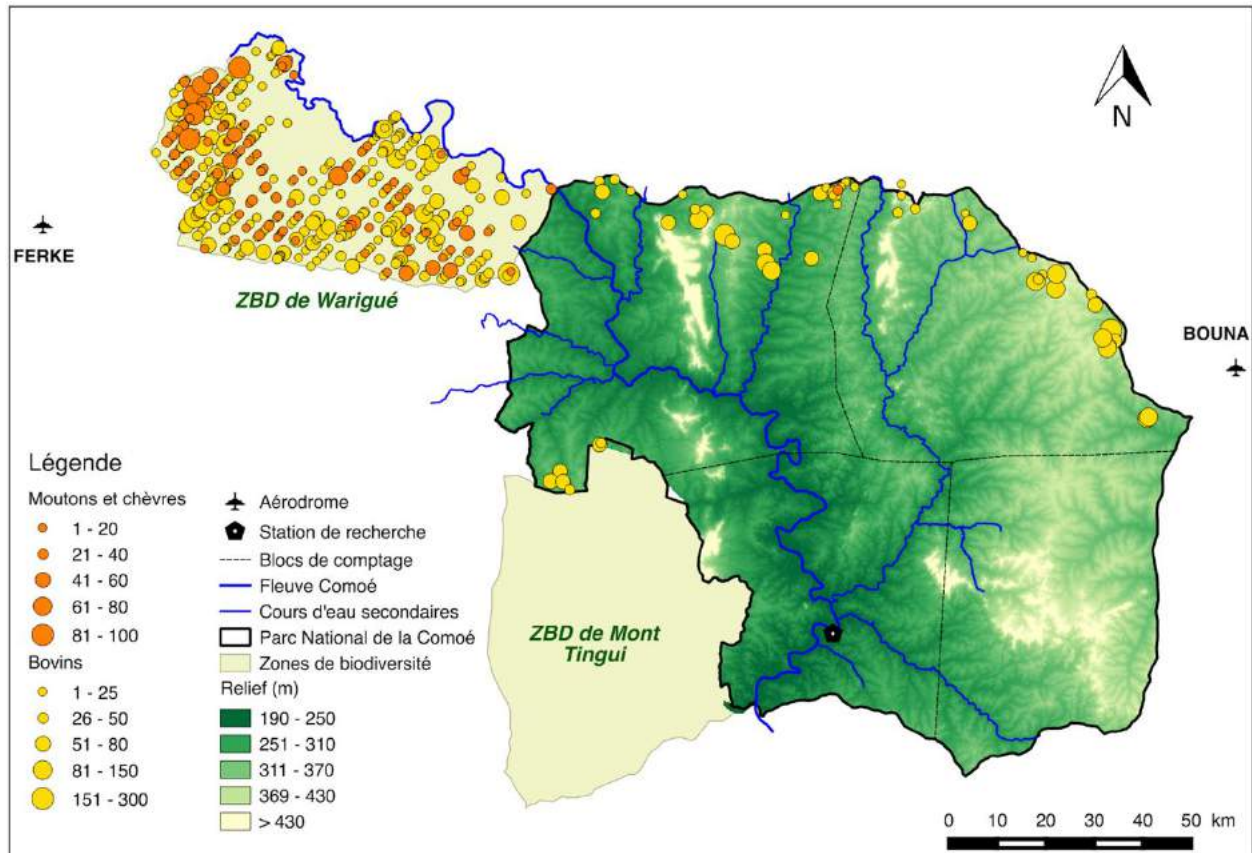 N
FERKE
ZBD de Warigué
BOUNA
ZBD de Mont
Tingui
Légende
Moutons et chèvres
1 - 20
21 - 40
41 - 60
61 - 80
81 - 100
Bovins
1 - 25
26 - 50
51 - 80
81 - 150
151 - 300
Aérodrome
Station de recherche
Blocs de comptage
Fleuve Comoé
Cours d'eau secondaires
Parc National de la Comoé
Zones de biodiversité
Relief (m)
190 - 250
251 - 310
311 - 370
369 - 430
> 430
0 10 20 30 40 50 km